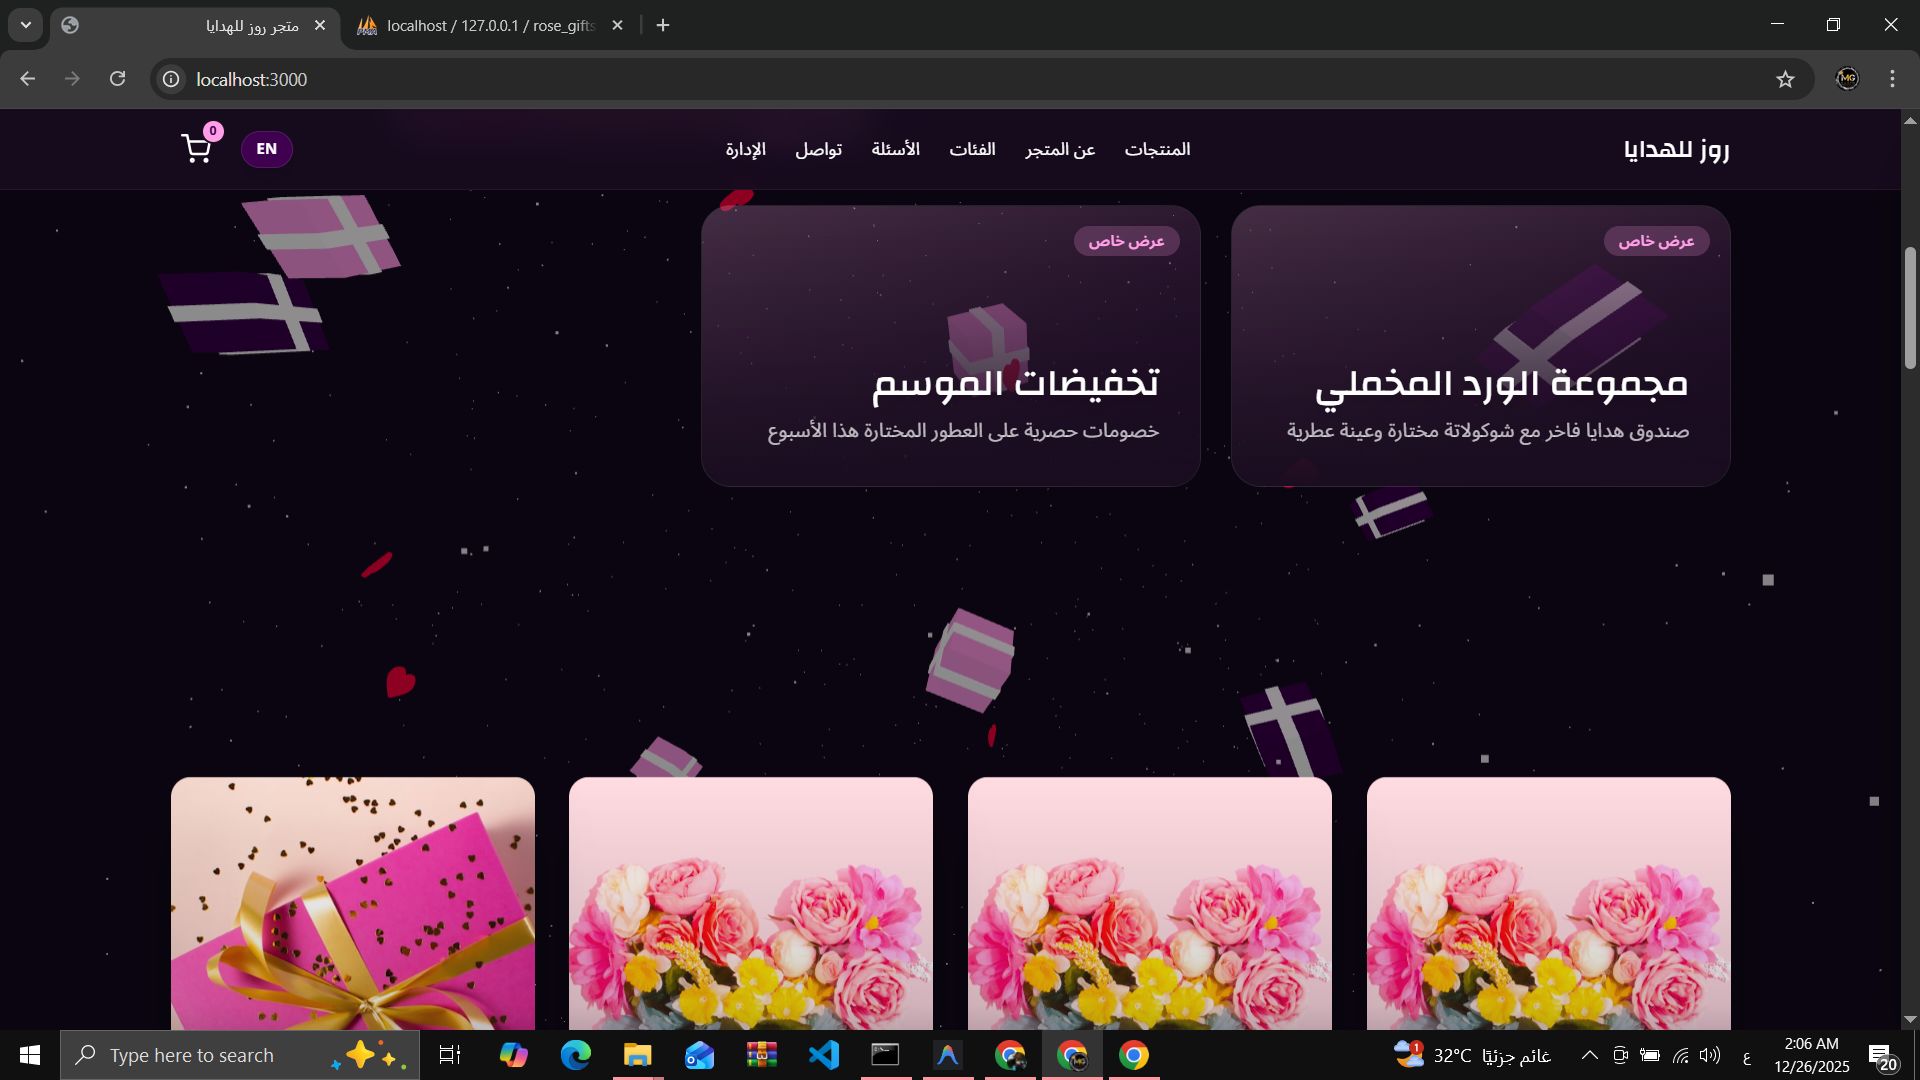 متجر روز للهدايا
localhost / 127.0.0.1 / rose_gifts
localhost:3000
روز للهدايا
المنتجات
عن المتجر
الفئات
الأسئلة
تواصل
الإدارة
EN
0
عرض خاص
مجموعة الورد المخملي
صندوق هدايا فاخر مع شوكولاتة مختارة وعينة عطرية
عرض خاص
تخفيضات الموسم
خصومات حصرية على العطور المختارة هذا الأسبوع
Type here to search
1
32°C غائم جزئيًا
ع
2:06 AM
12/26/2025
20